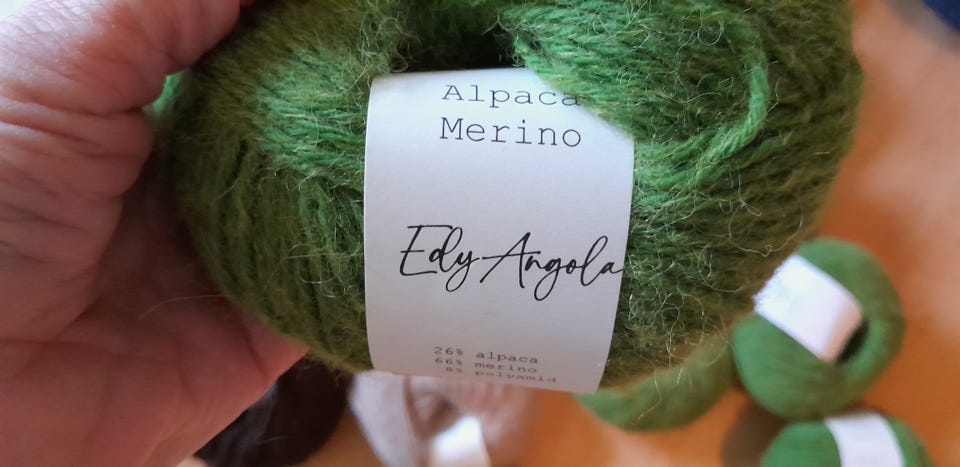 Alpaca
Merino
Edy Angola
26% alpaca
66% merino
8% polyamid